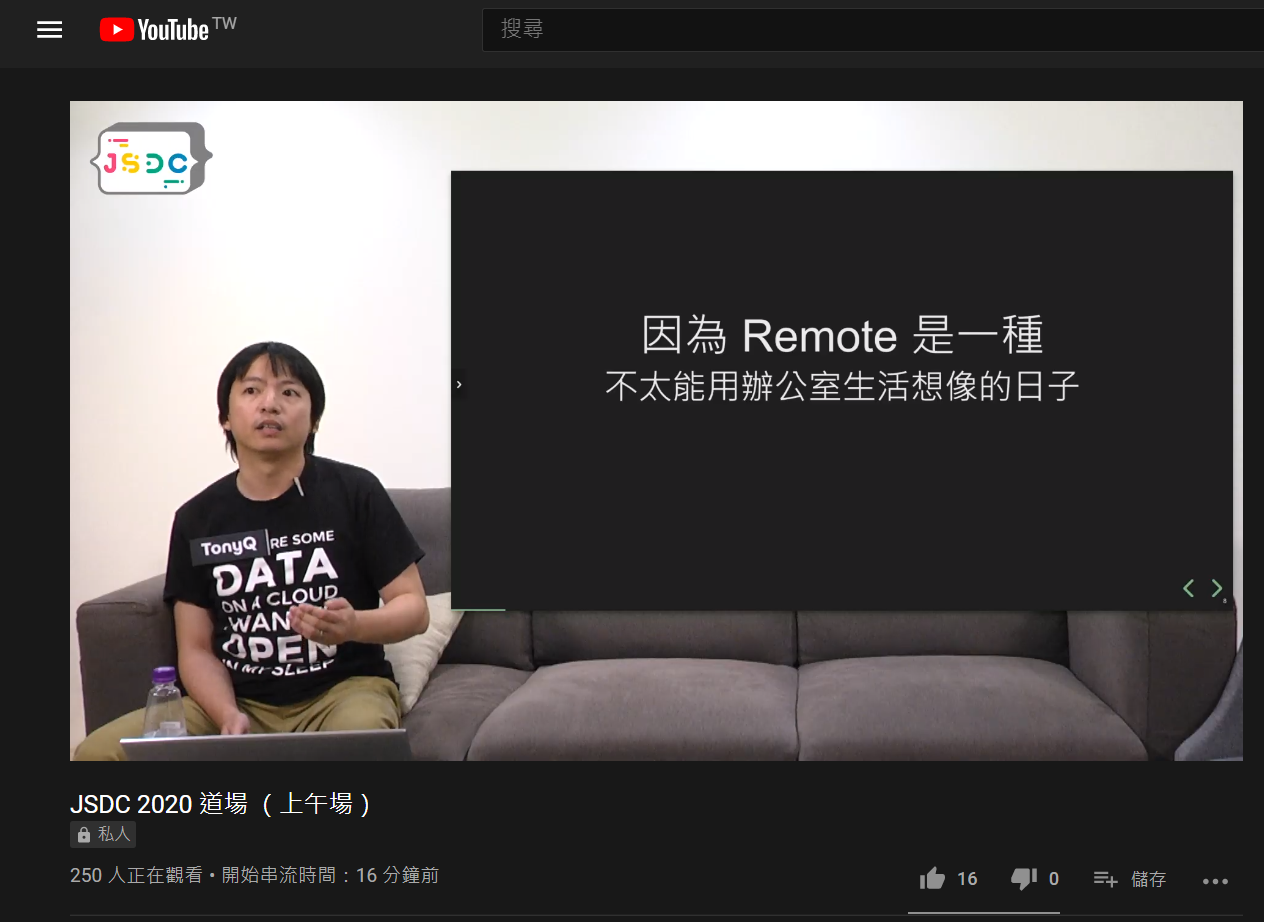 YouTube TW
搜尋
JSDC
因為 Remote 是一種
不太能用辦公室生活想像的日子
8
TonyQ
RE SOME
DATA
ON A CLOUD
WAN
OPEN
IN MY SLEEP
JSDC 2020 道場 （上午場）
私人
250 人正在觀看 • 開始串流時間：16 分鐘前
16 0 儲存